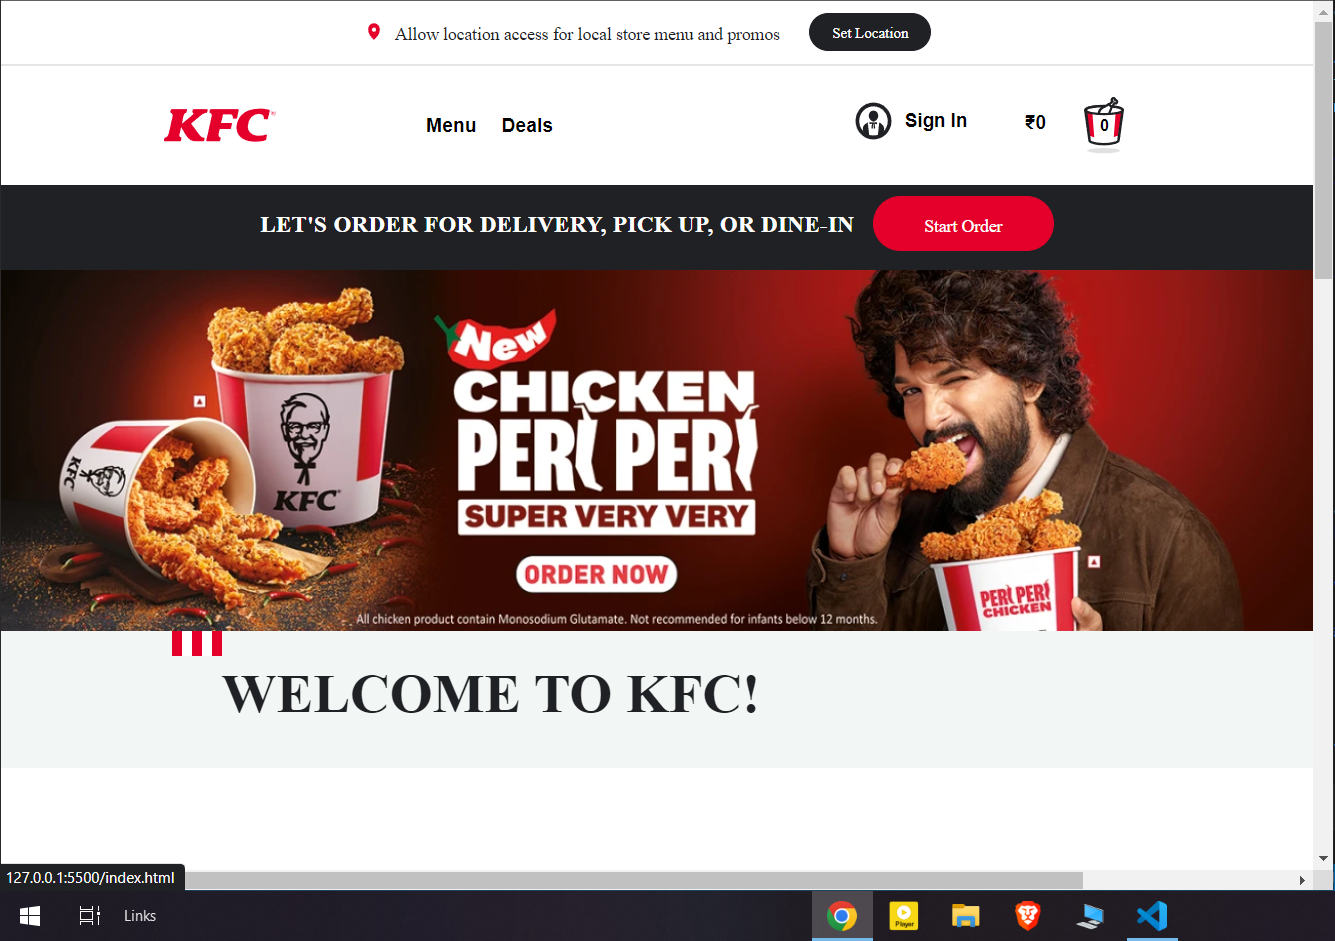 Allow location access for local store menu and promos
Set Location
KFC
Menu
Deals
Sign In
₹0
0
LET'S ORDER FOR DELIVERY, PICK UP, OR DINE-IN
Start Order
New
CHICKEN
PERI PERI
SUPER VERY VERY
ORDER NOW
KFC
KFC
PERI PERI
CHICKEN
All chicken product contain Monosodium Glutamate. Not recommended for infants below 12 months.
WELCOME TO KFC!
127.0.0.1:5500/index.html
Links
Player